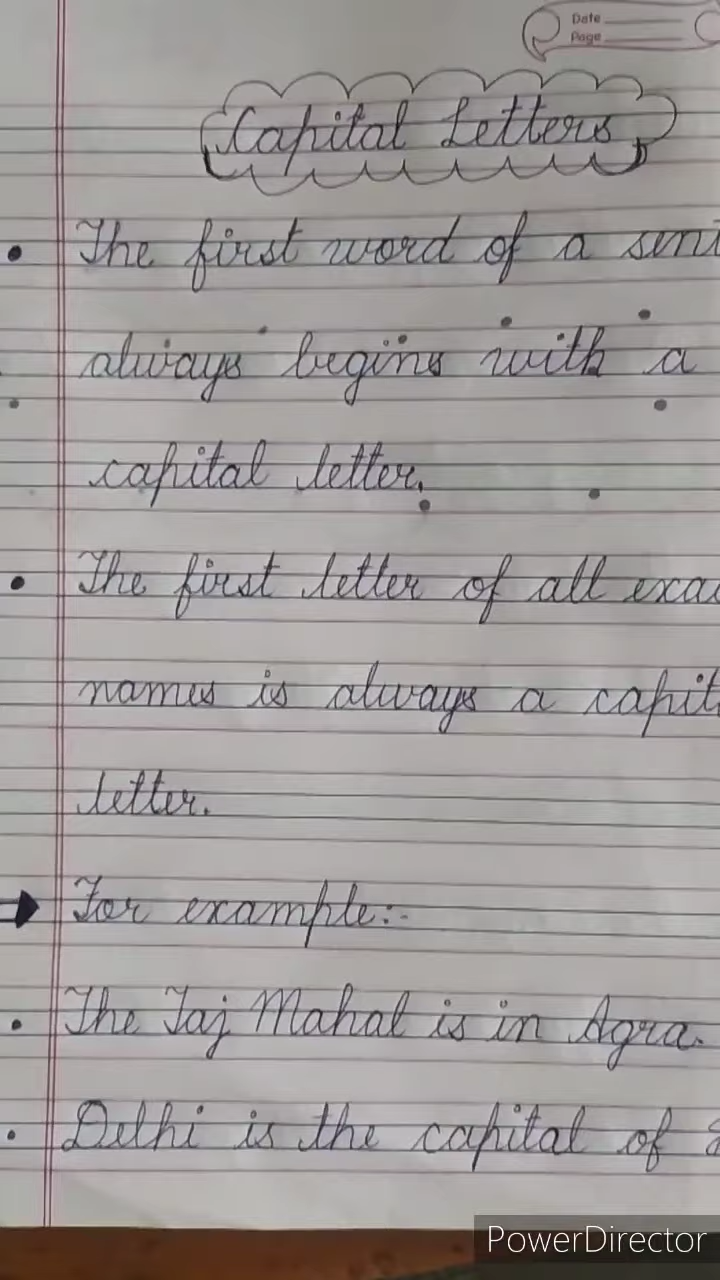 Date
Page
Capital Letters
The first word of a sent
always begins with a
capital letter.
The first letter of all exa
names is always a capit
letter.
For example:-
The Taj Mahal is in Agra.
Delhi is the capital of
PowerDirector